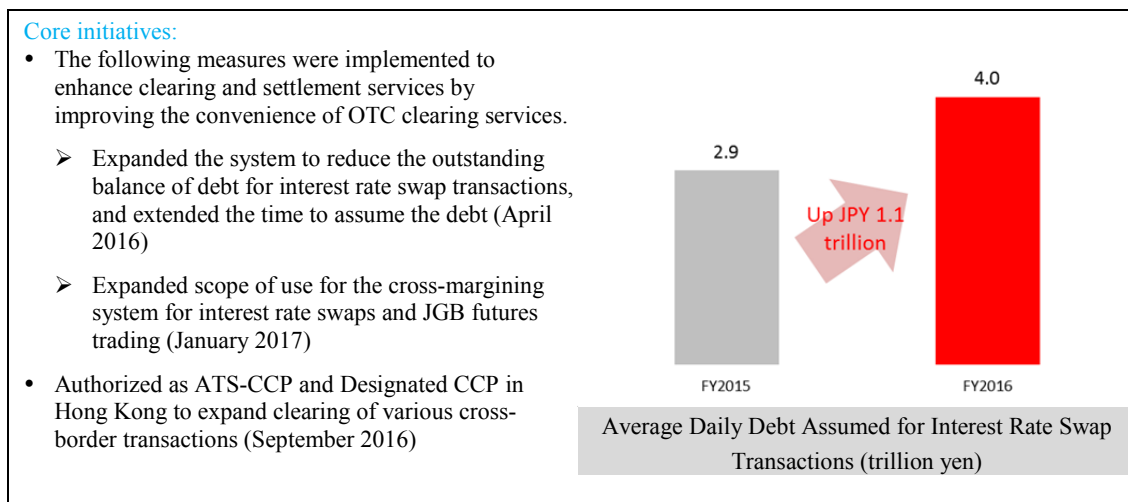 Core initiatives:
• The following measures were implemented to
enhance clearing and settlement services by
improving the convenience of OTC clearing services.
➢ Expanded the system to reduce the outstanding
balance of debt for interest rate swap transactions,
and extended the time to assume the debt (April
2016)
➢ Expanded scope of use for the cross-margining
system for interest rate swaps and JGB futures
trading (January 2017)
• Authorized as ATS-CCP and Designated CCP in
Hong Kong to expand clearing of various cross-
border transactions (September 2016)
4.0
2.9
Up JPY 1.1
trillion
FY2015
FY2016
Average Daily Debt Assumed for Interest Rate Swap
Transactions (trillion yen)